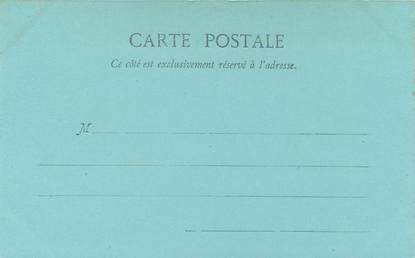 CARTE POSTALE
Ce côté est exclusivement réservé à l'adresse.
M